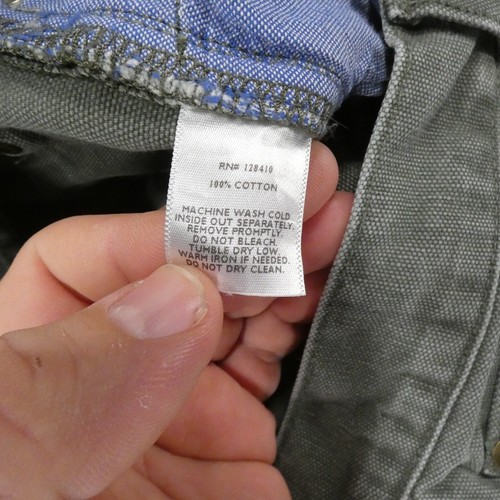 RN# 128410
100% COTTON
MACHINE WASH COLD
INSIDE OUT SEPARATELY.
REMOVE PROMPTLY.
DO NOT BLEACH.
TUMBLE DRY LOW.
WARM IRON IF NEEDED.
DO NOT DRY CLEAN.